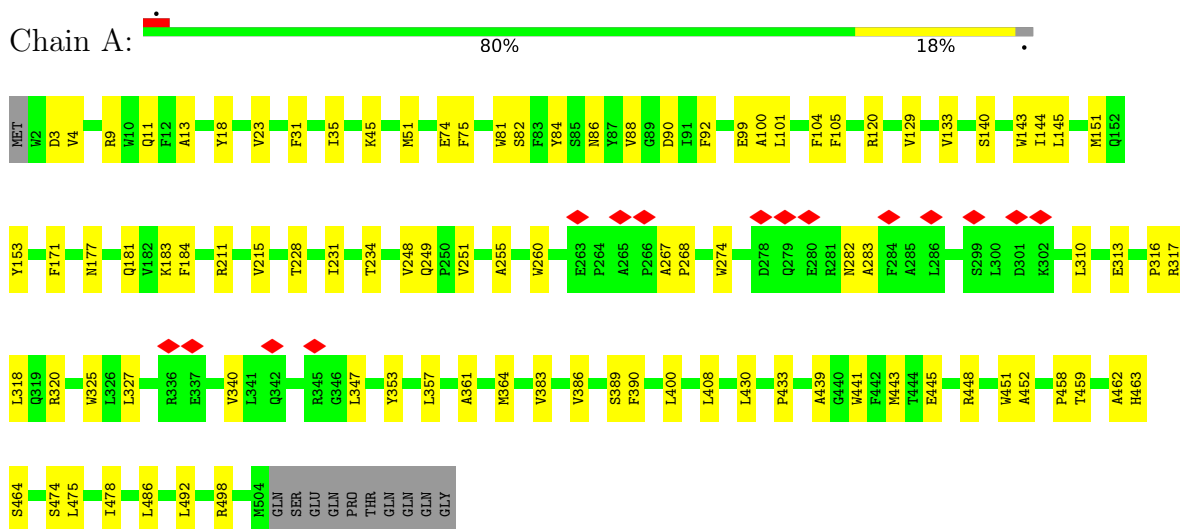 Chain A:
80% 18%
MET W2 D3 V4 R9 W10 Q11 F12 A13 Y18 V23 F31 I35 K45 M51 E74 F75 W81 S82 F83 Y84 S85 N86 Y87 V88 G89 D90 I91 F92 E99 A100 L101 F104 F105 R120 V129 V133 S140 W143 I144 L145 M151 Q152
Y153 F171 N177 Q181 V182 K183 F184 R211 V215 T228 I231 T234 V248 Q249 P250 V251 A255 W260 E263 P264 A265 P266 A267 P268 W274 D278 Q279 E280 R281 N282 A283 F284 A285 L286 S299 L300 D301 K302 L310 E313 P316 R317
L318 Q319 R320 W325 L326 L327 R336 E337 V340 L341 Q342 R345 G346 L347 Y353 L357 A361 M364 V383 V386 S389 F390 L400 L408 L430 P433 A439 G440 W441 F442 M443 T444 E445 R448 W451 A452 P458 T459 A462 H463
S464 S474 L475 I478 L486 L492 R498 M504 GLN SER GLU GLN PRO THR GLN GLN GLN GLY